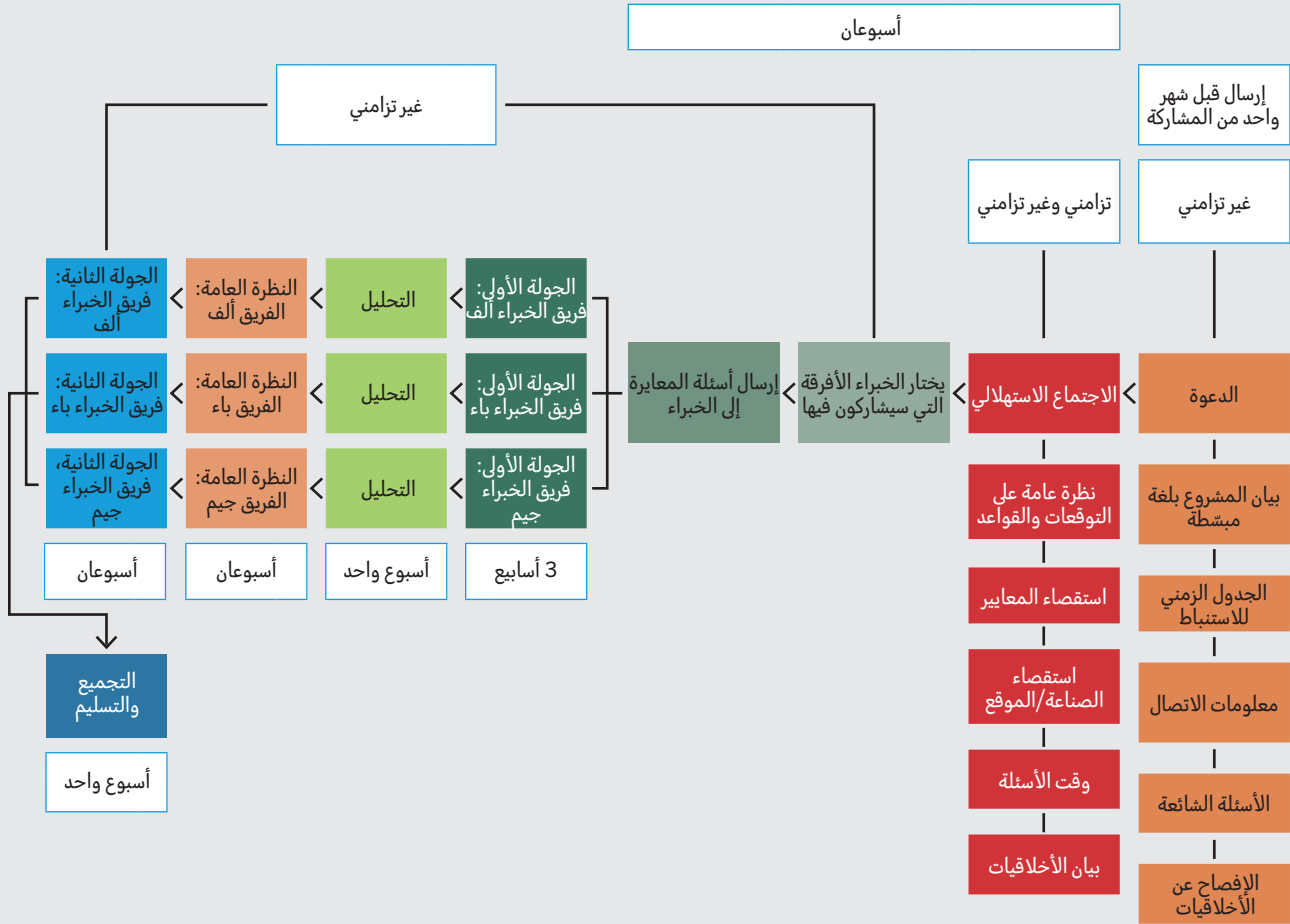 أسبوعان
إرسال قبل شهر
واحد من المشاركة
غير تزامني
تزامني وغير تزامني
غير تزامني
الدعوة
بيان المشروع بلغة
مبسّطة
الجدول الزمني
للاستنباط
معلومات الاتصال
الأسئلة الشائعة
الإفصاح عن
الأخلاقيات
الاجتماع الاستهلالي
نظرة عامة على
التوقعات والقواعد
استقصاء المعايير
استقصاء
الصناعة/الموقع
وقت الأسئلة
بيان الأخلاقيات
يختار الخبراء الأفرقة
التي سيشاركون فيها
إرسال أسئلة المعايرة
إلى الخبراء
الجولة الأولى:
فريق الخبراء ألف
التحليل
النظرة العامة:
الفريق ألف
الجولة الثانية:
فريق الخبراء
ألف
الجولة الأولى:
فريق الخبراء باء
التحليل
النظرة العامة:
الفريق باء
الجولة الثانية:
فريق الخبراء باء
الجولة الأولى:
فريق الخبراء
جيم
التحليل
النظرة العامة:
الفريق جيم
الجولة الثانية،
فريق الخبراء
جيم
3 أسابيع
أسبوع واحد
أسبوعان
أسبوعان
التجميع
والتسليم
أسبوع واحد